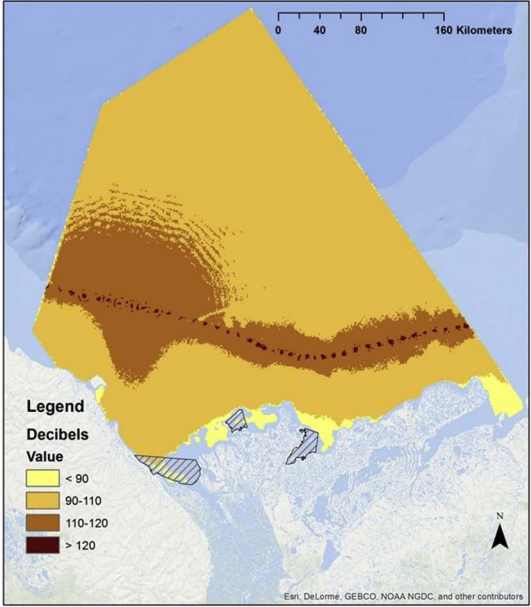 0 40 80 160 Kilometers
Legend
Decibels
Value
< 90
90-110
110-120
> 120
N
Esri, DeLorme, GEBCO, NOAA NGDC, and other contributors